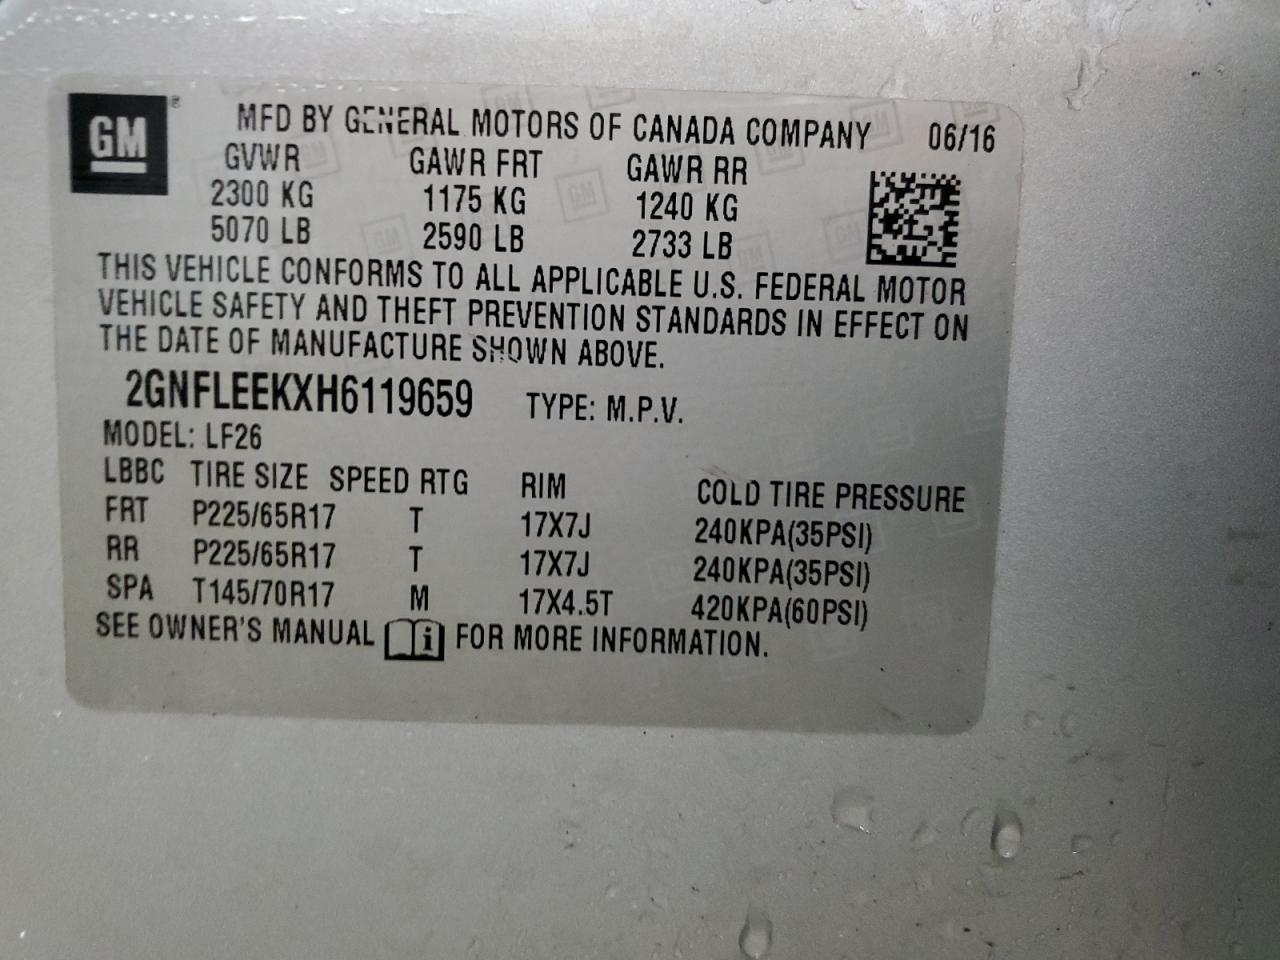 GM ® MFD BY GENERAL MOTORS OF CANADA COMPANY 06/16
GVWR GAWR FRT GAWR RR
2300 KG 1175 KG 1240 KG
5070 LB 2590 LB 2733 LB
THIS VEHICLE CONFORMS TO ALL APPLICABLE U.S. FEDERAL MOTOR
VEHICLE SAFETY AND THEFT PREVENTION STANDARDS IN EFFECT ON
THE DATE OF MANUFACTURE SHOWN ABOVE.
2GNFLEEKXH6119659 TYPE: M.P.V.
MODEL: LF26
LBBC TIRE SIZE SPEED RTG RIM COLD TIRE PRESSURE
FRT P225/65R17 T 17X7J 240KPA(35PSI)
RR P225/65R17 T 17X7J 240KPA(35PSI)
SPA T145/70R17 M 17X4.5T 420KPA(60PSI)
SEE OWNER'S MANUAL i FOR MORE INFORMATION.